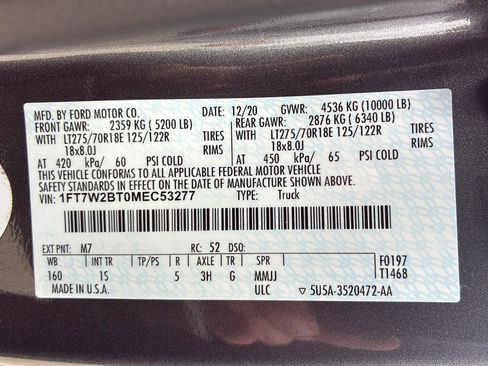 MFD. BY FORD MOTOR CO. 12/20 GVWR: 4536 KG (10000 LB)
FRONT GAWR: 2359 KG (5200 LB) REAR GAWR: 2876 KG (6340 LB)
WITH LT275/70R18E 125/122R TIRES WITH LT275/70R18E 125/122R TIRES
18x8.0J RIMS 18x8.0J RIMS
AT 420 kPa/ 60 PSI COLD AT 450 kPa/ 65 PSI COLD
THIS VEHICLE CONFORMS TO ALL APPLICABLE FEDERAL MOTOR VEHICLE
SAFETY STANDARDS IN EFFECT ON THE DATE OF MANUFACTURE SHOWN ABOVE.
VIN: 1FT7W2BT0MEC53277 TYPE: Truck
EXT PNT: M7 RC: 52 DSO:
WB INT TR TP/PS R AXLE TR SPR F0197
160 1S 5 3H G MMJJ T1468
MADE IN U.S.A. ULC ▽ 5U5A-3520472-AA